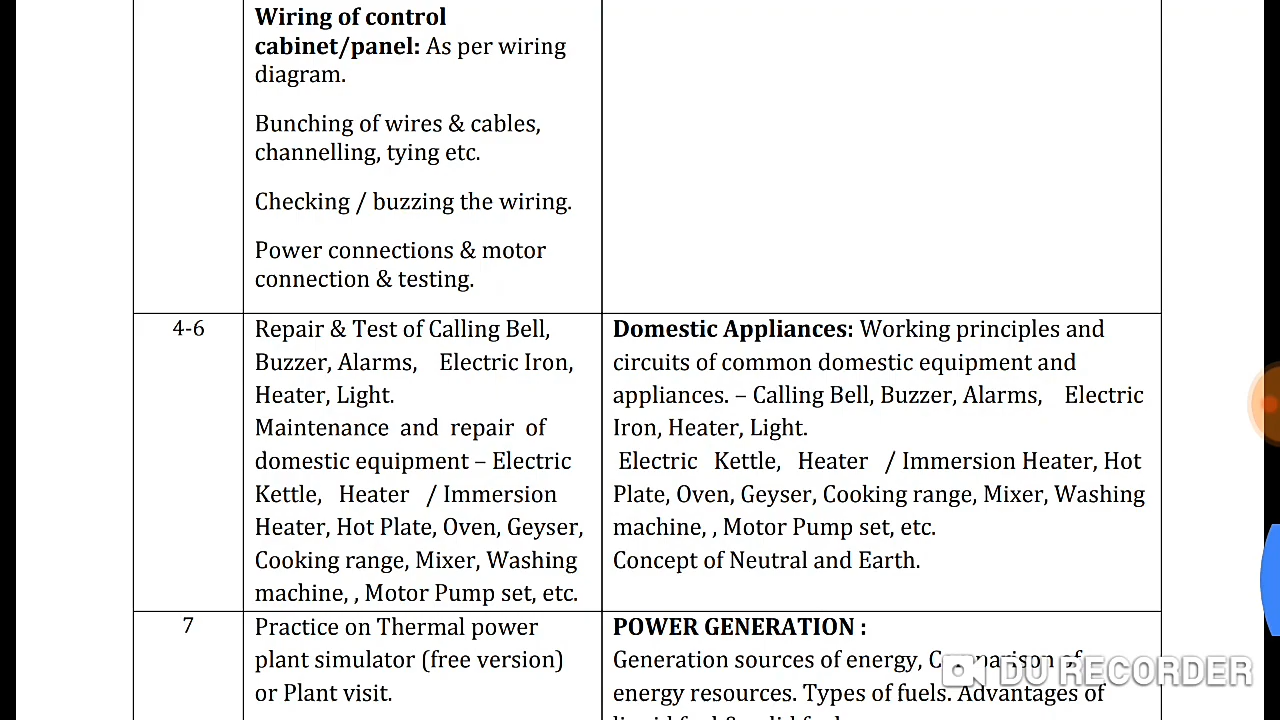 Wiring of control
cabinet/panel: As per wiring
diagram.
Bunching of wires & cables,
channelling, tying etc.
Checking / buzzing the wiring.
Power connections & motor
connection & testing.
4-6
Repair & Test of Calling Bell,
Buzzer, Alarms, Electric Iron,
Heater, Light.
Maintenance and repair of
domestic equipment – Electric
Kettle, Heater / Immersion
Heater, Hot Plate, Oven, Geyser,
Cooking range, Mixer, Washing
machine, , Motor Pump set, etc.
Domestic Appliances: Working principles and
circuits of common domestic equipment and
appliances. – Calling Bell, Buzzer, Alarms, Electric
Iron, Heater, Light.
Electric Kettle, Heater / Immersion Heater, Hot
Plate, Oven, Geyser, Cooking range, Mixer, Washing
machine, , Motor Pump set, etc.
Concept of Neutral and Earth.
7
Practice on Thermal power
plant simulator (free version)
or Plant visit.
POWER GENERATION :
Generation sources of energy, Comparison of
energy resources. Types of fuels. Advantages of
DU RECORDER